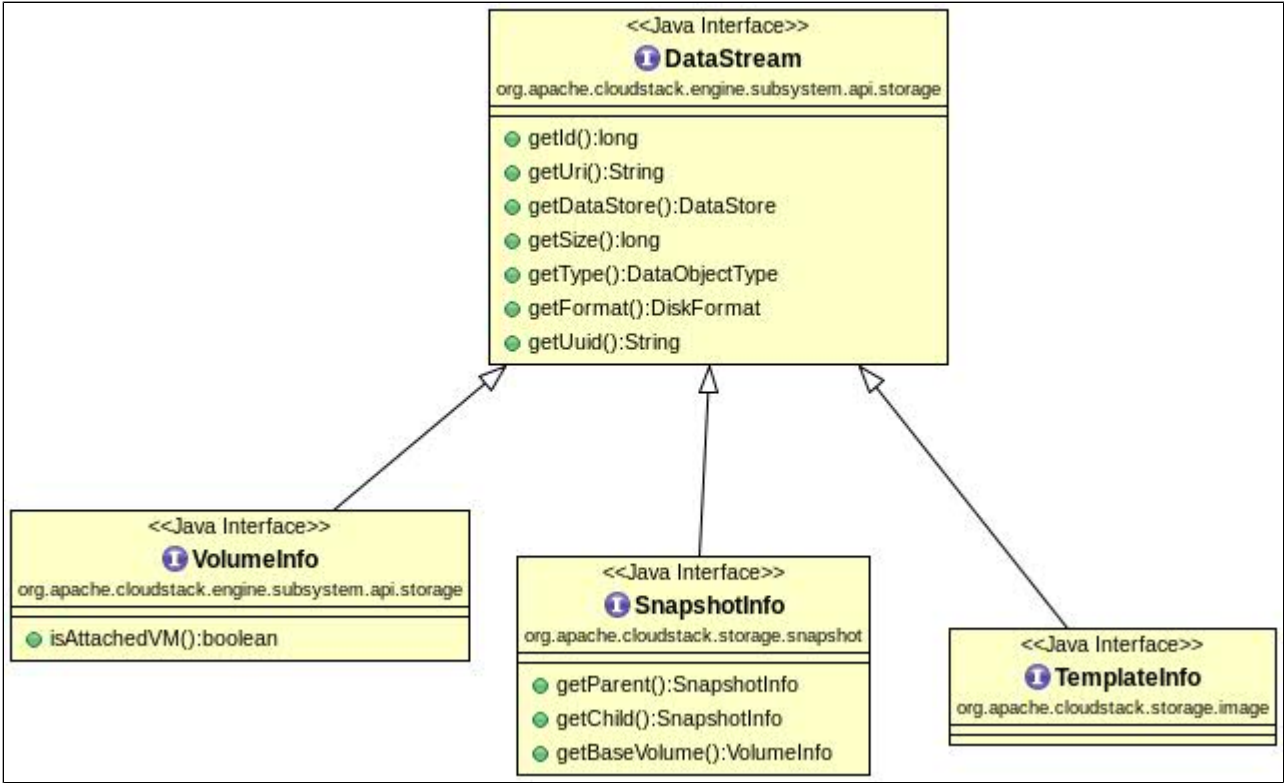 <<Java Interface>>
I DataStream
org.apache.cloudstack.engine.subsystem.api.storage
getId():long
getUri():String
getDataStore():DataStore
getSize():long
getType():DataObjectType
getFormat():DiskFormat
getUuid():String
<<Java Interface>>
I VolumeInfo
org.apache.cloudstack.engine.subsystem.api.storage
isAttachedVM():boolean
<<Java Interface>>
I SnapshotInfo
org.apache.cloudstack.storage.snapshot
getParent():SnapshotInfo
getChild():SnapshotInfo
getBaseVolume():VolumeInfo
<<Java Interface>>
I TemplateInfo
org.apache.cloudstack.storage.image